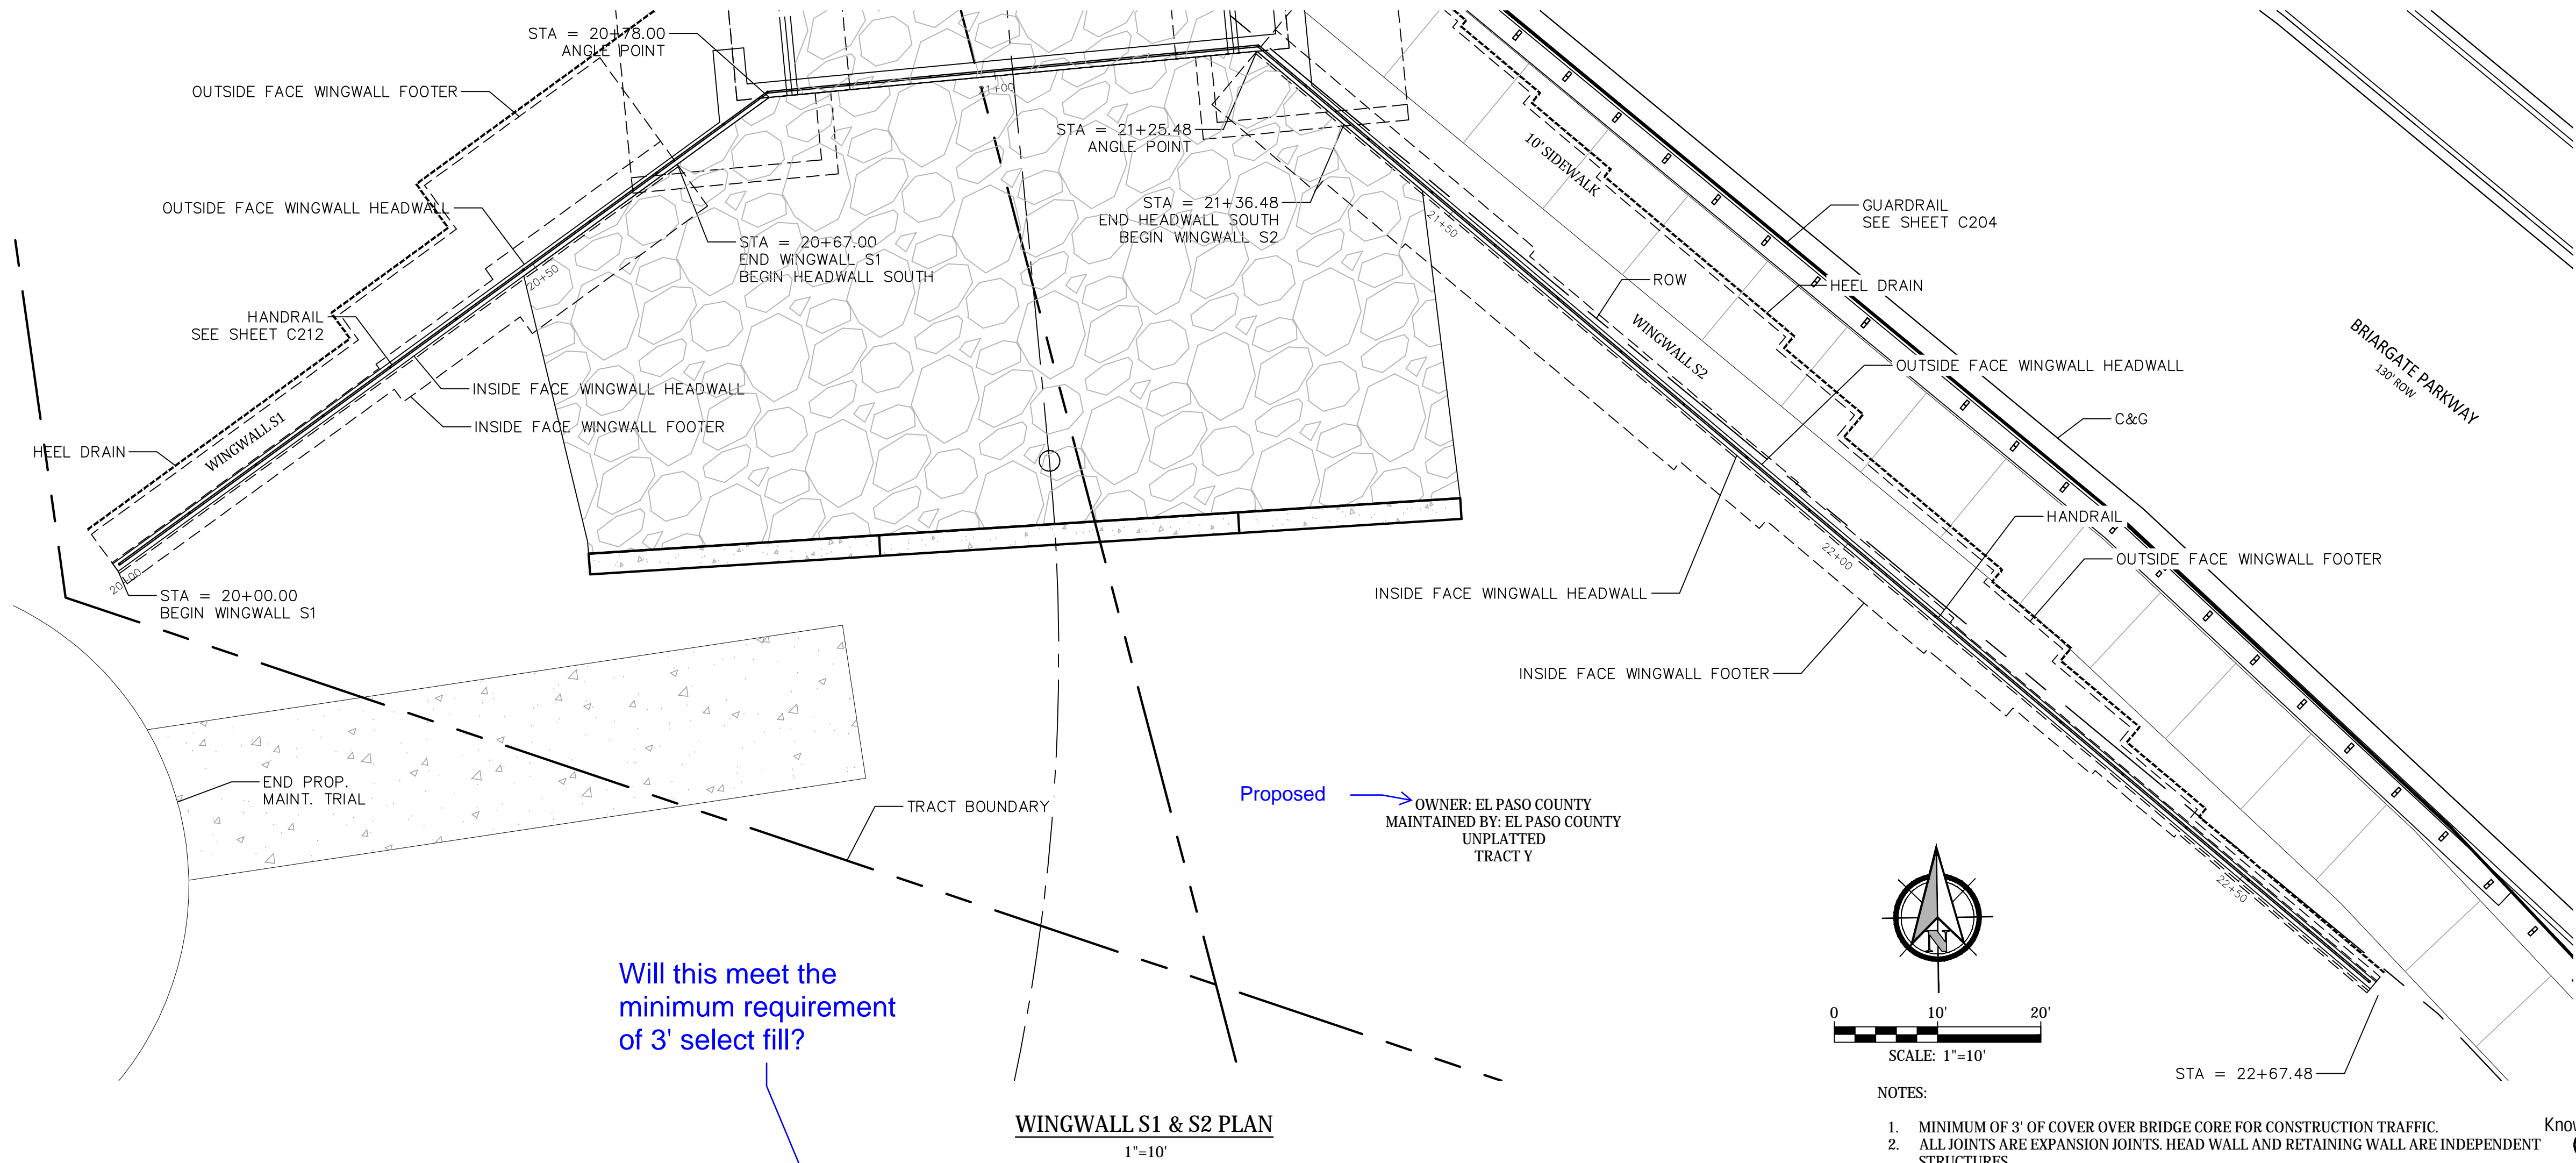 STA = 20+78.00
ANGLE POINT
OUTSIDE FACE WINGWALL FOOTER
OUTSIDE FACE WINGWALL HEADWALL
STA = 20+67.00
END WINGWALL S1
BEGIN HEADWALL SOUTH
20+50
HANDRAIL
SEE SHEET C212
INSIDE FACE WINGWALL HEADWALL
INSIDE FACE WINGWALL FOOTER
WINGWALL S1
HEEL DRAIN
20+00
STA = 20+00.00
BEGIN WINGWALL S1
21+00
STA = 21+25.48
ANGLE POINT
STA = 21+36.48
END HEADWALL SOUTH
BEGIN WINGWALL S2
21+50
10' SIDEWALK
GUARDRAIL
SEE SHEET C204
ROW
HEEL DRAIN
WINGWALL S2
OUTSIDE FACE WINGWALL HEADWALL
BRIARGATE PARKWAY
130' ROW
C&G
HANDRAIL
22+00
OUTSIDE FACE WINGWALL FOOTER
INSIDE FACE WINGWALL HEADWALL
INSIDE FACE WINGWALL FOOTER
END PROP.
MAINT. TRIAL
TRACT BOUNDARY
Proposed
OWNER: EL PASO COUNTY
MAINTAINED BY: EL PASO COUNTY
UNPLATTED
TRACT Y
22+50
N
0 10' 20'
SCALE: 1"=10'
STA = 22+67.48
Will this meet the
minimum requirement
of 3' select fill?
WINGWALL S1 & S2 PLAN
1"=10'
NOTES:
1. MINIMUM OF 3' OF COVER OVER BRIDGE CORE FOR CONSTRUCTION TRAFFIC.
2. ALL JOINTS ARE EXPANSION JOINTS. HEAD WALL AND RETAINING WALL ARE INDEPENDENT
STRUCTURES